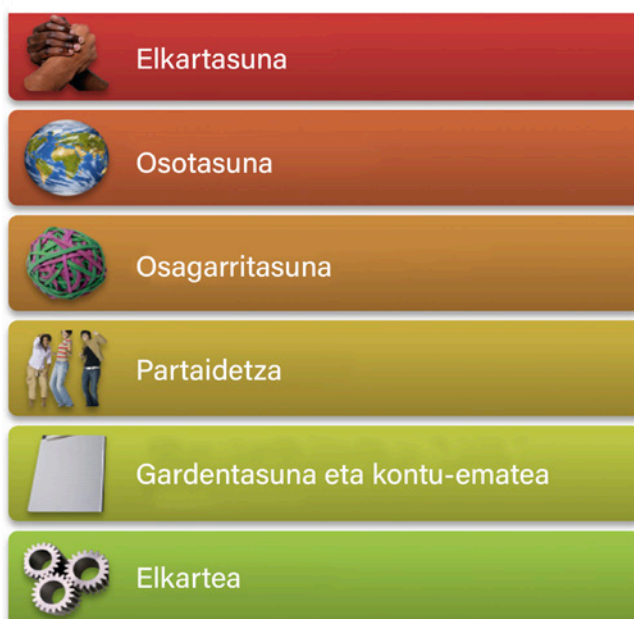 Elkartasuna
Osotasuna
Osagarritasuna
Partaidetza
Gardentasuna eta kontu-ematea
Elkartea